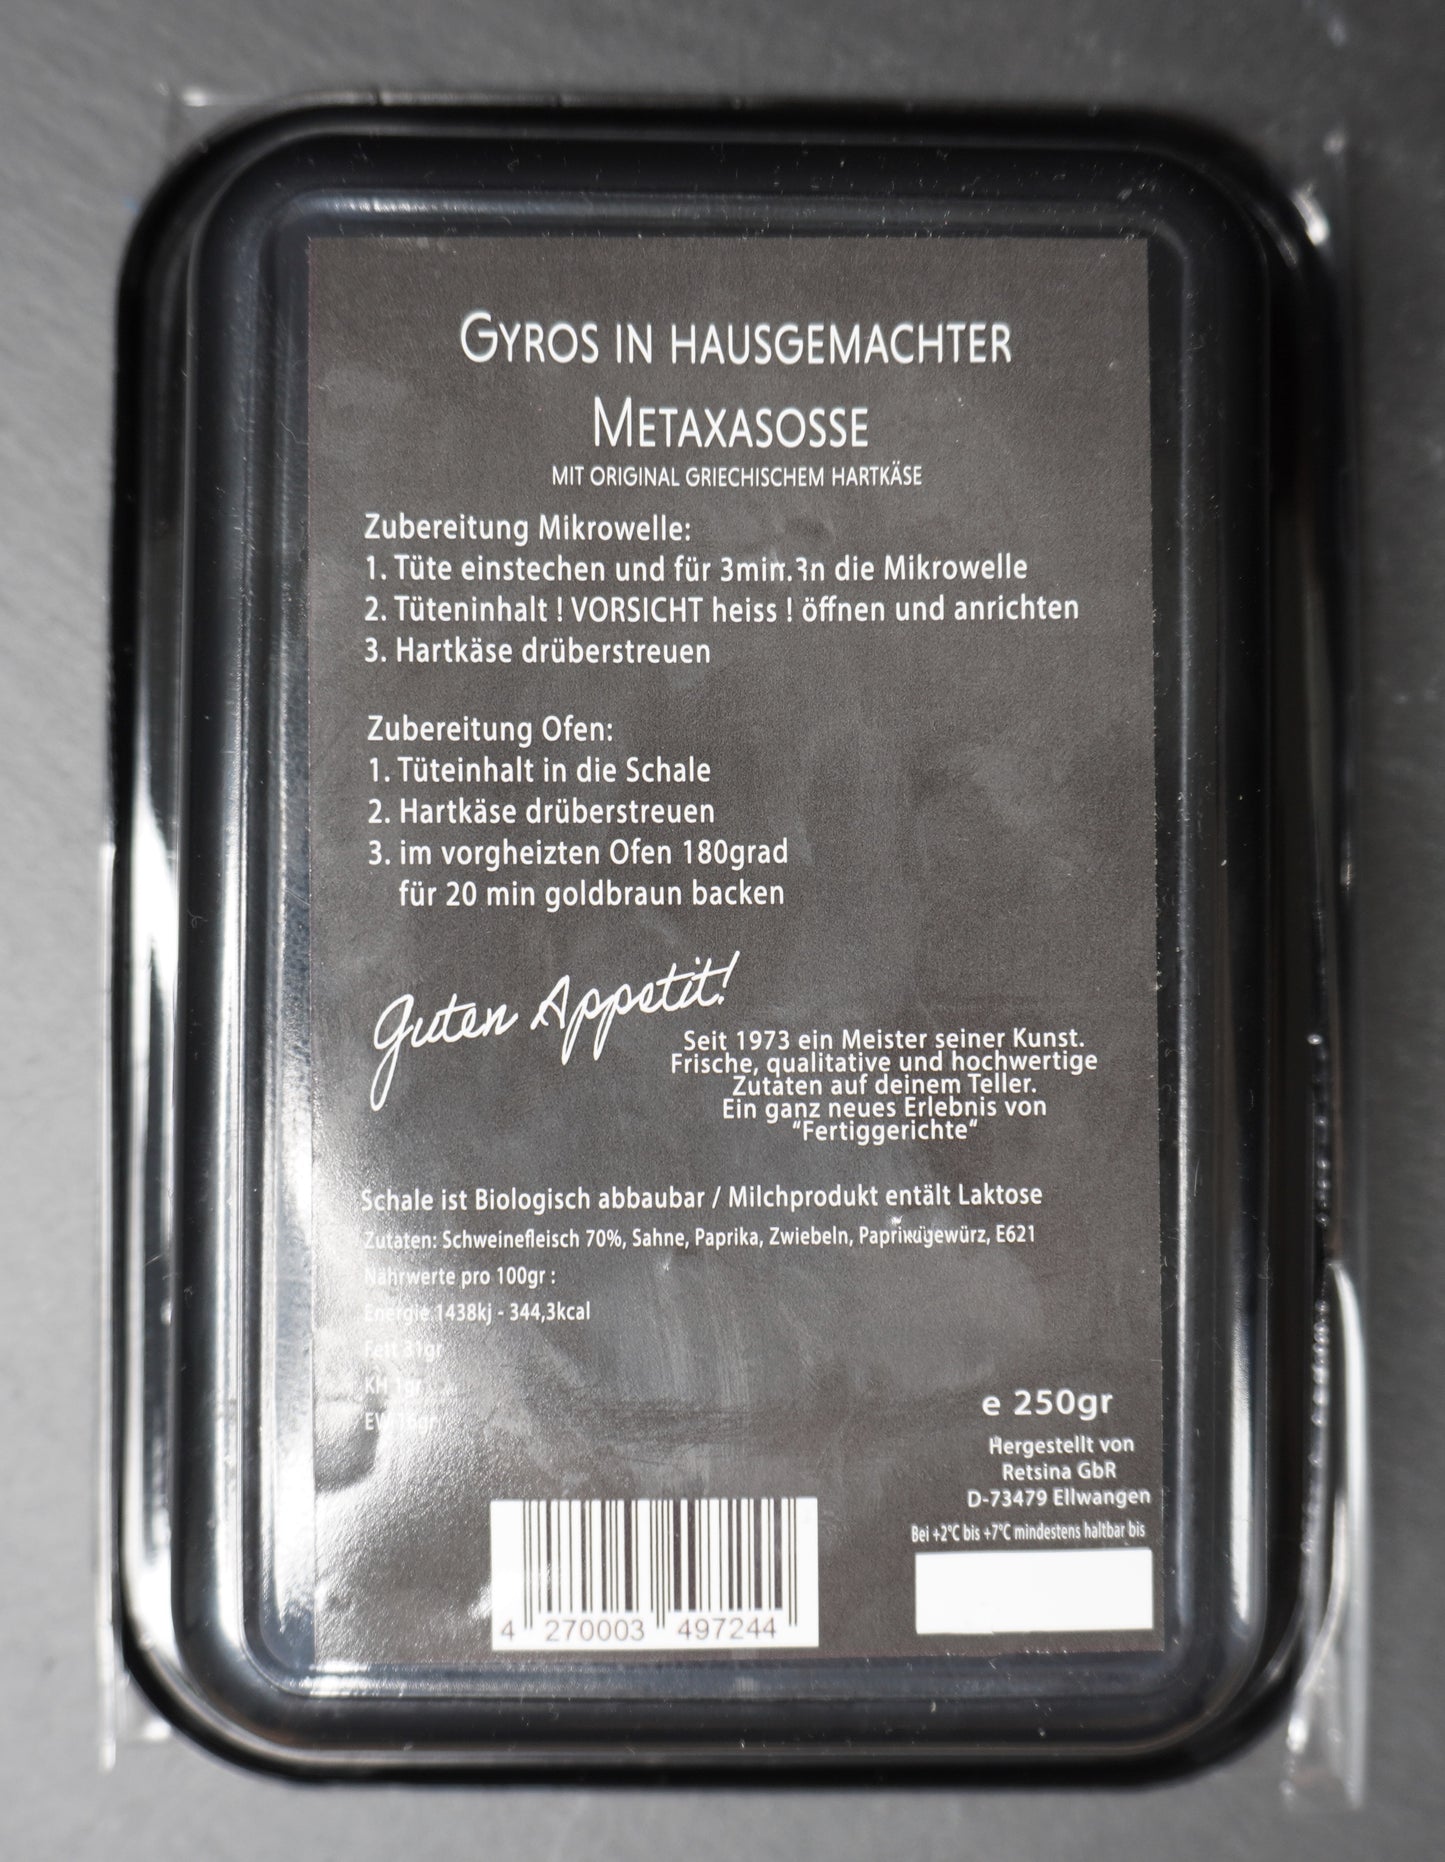 GYROS IN HAUSGEMACHTER
METAXASOSSE
MIT ORIGINAL GRIECHISCHEM HARTKÄSE
Zubereitung Mikrowelle:
1. Tüte einstechen und für 3min. die Mikrowelle
2. Tüteninhalt ! VORSICHT heiss ! öffnen und anrichten
3. Hartkäse drüberstreuen
Zubereitung Ofen:
1. Tüteinhalt in die Schale
2. Hartkäse drüberstreuen
3. im vorgheizten Ofen 180grad
für 20 min goldbraun backen
Guten Appetit!
Seit 1973 ein Meister seiner Kunst.
Frische, qualitative und hochwertige
Zutaten auf deinem Teller.
Ein ganz neues Erlebnis von
“Fertiggerichte“
Schale ist Biologisch abbaubar / Milchprodukt entält Laktose
Zutaten: Schweinefleisch 70%, Sahne, Paprika, Zwiebeln, Paprikagewürz, E621
Nährwerte pro 100gr :
Energie 1438kj - 344,3kcal
Fett 31gr
KH 1gr
EW 16gr
e 250gr
Hergestellt von
Retsina GbR
D-73479 Ellwangen
Bei +2°C bis +7°C mindestens haltbar bis
4 270003 497244